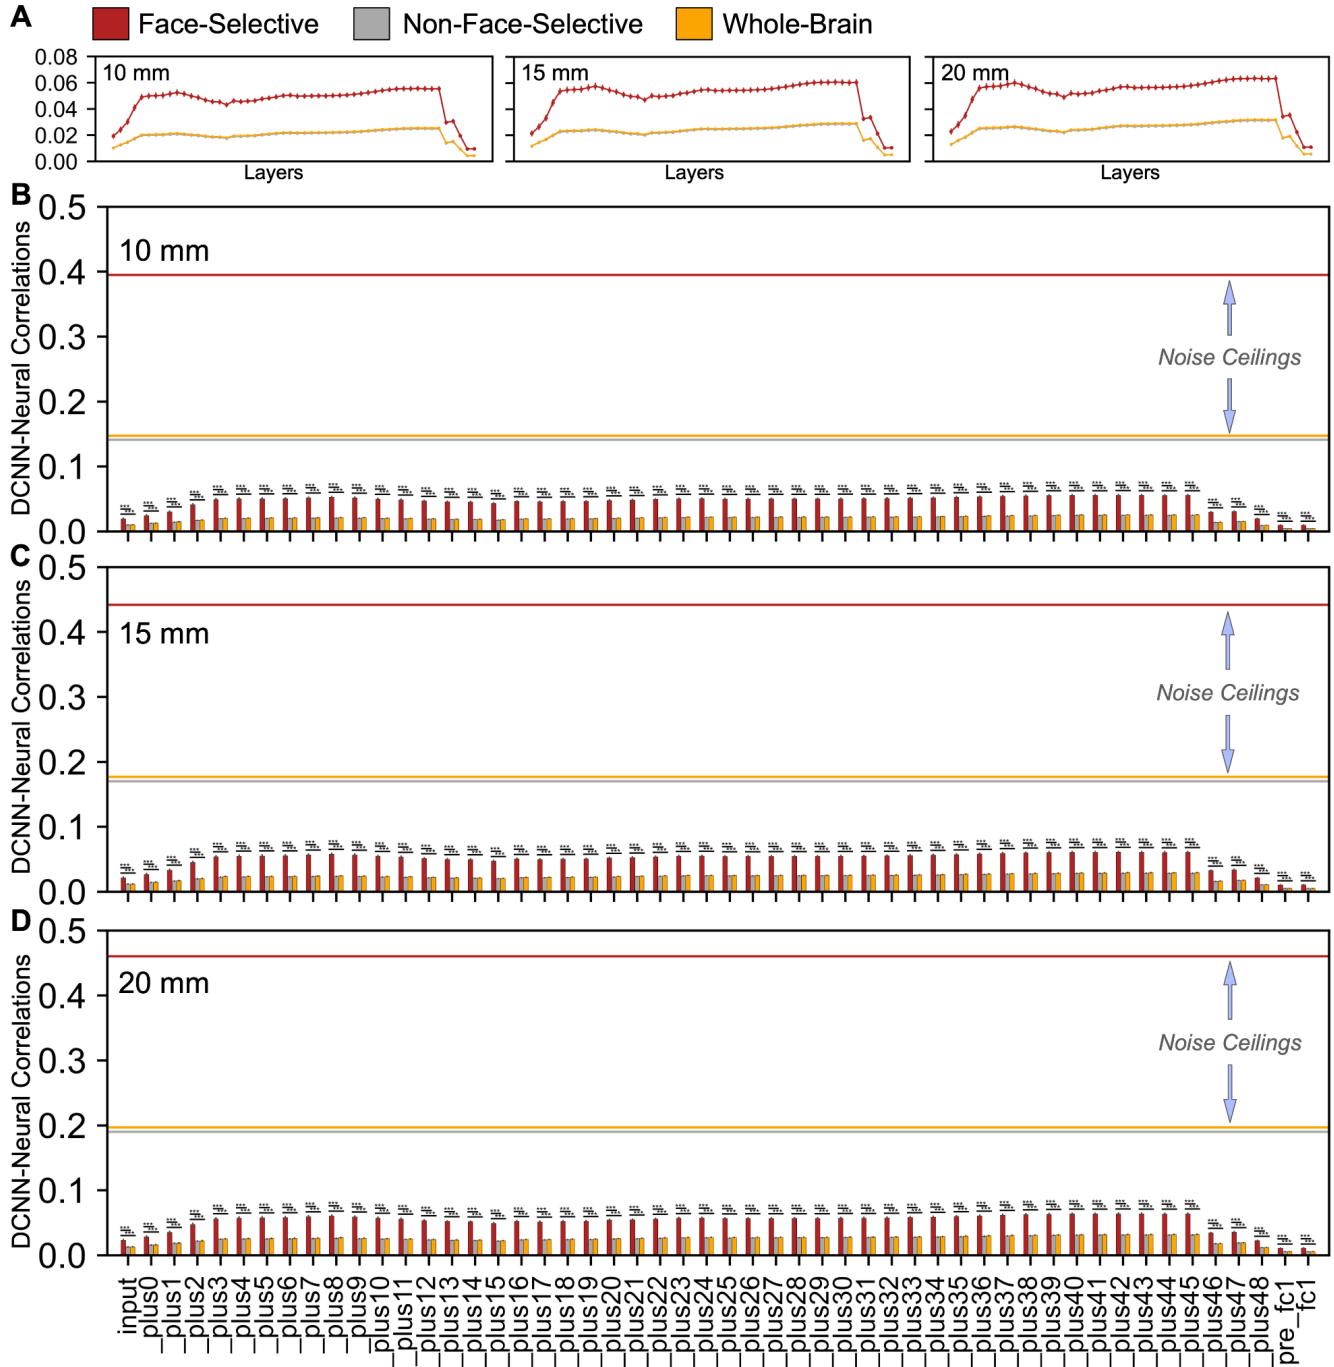 A
Face-Selective
Non-Face-Selective
Whole-Brain
0.08
0.06
0.04
0.02
0.00
10 mm
15 mm
20 mm
Layers
Layers
Layers
B
DCNN-Neural Correlations
0.5
0.4
0.3
0.2
0.1
0.0
10 mm
Noise Ceilings
C
DCNN-Neural Correlations
0.5
0.4
0.3
0.2
0.1
0.0
15 mm
Noise Ceilings
D
DCNN-Neural Correlations
0.5
0.4
0.3
0.2
0.1
0.0
20 mm
Noise Ceilings
input
_plus0
_plus1
_plus2
_plus3
_plus4
_plus5
_plus6
_plus7
_plus8
_plus9
_plus10
_plus11
_plus12
_plus13
_plus14
_plus15
_plus16
_plus17
_plus18
_plus19
_plus20
_plus21
_plus22
_plus23
_plus24
_plus25
_plus26
_plus27
_plus28
_plus29
_plus30
_plus31
_plus32
_plus33
_plus34
_plus35
_plus36
_plus37
_plus38
_plus39
_plus40
_plus41
_plus42
_plus43
_plus44
_plus45
_plus46
_plus47
_plus48
pre_fc1
fc1